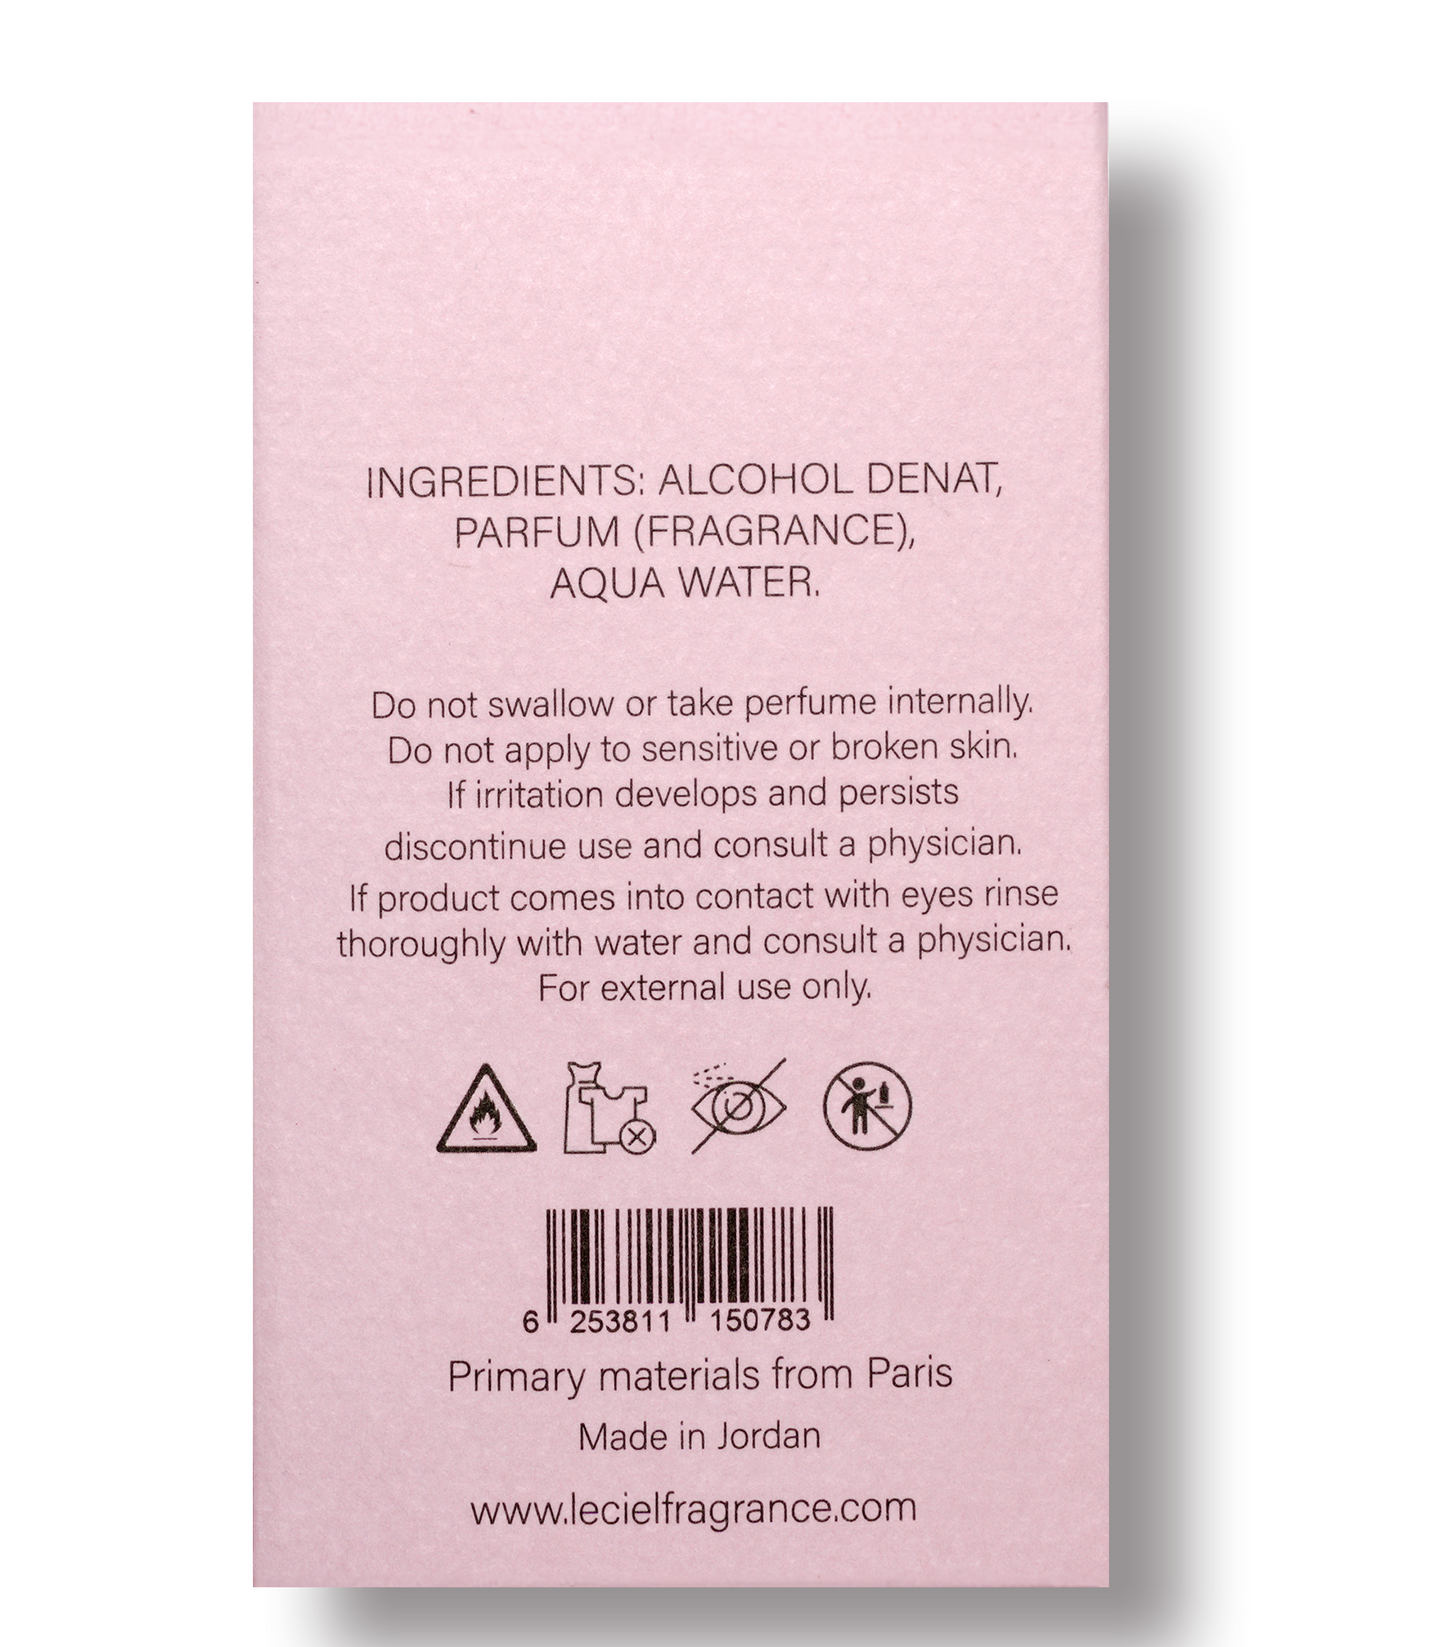 INGREDIENTS: ALCOHOL DENAT,
PARFUM (FRAGRANCE),
AQUA WATER.
Do not swallow or take perfume internally.
Do not apply to sensitive or broken skin.
If irritation develops and persists
discontinue use and consult a physician.
If product comes into contact with eyes rinse
thoroughly with water and consult a physician.
For external use only.
6 253811 150783
Primary materials from Paris
Made in Jordan
www.lecielfragrance.com